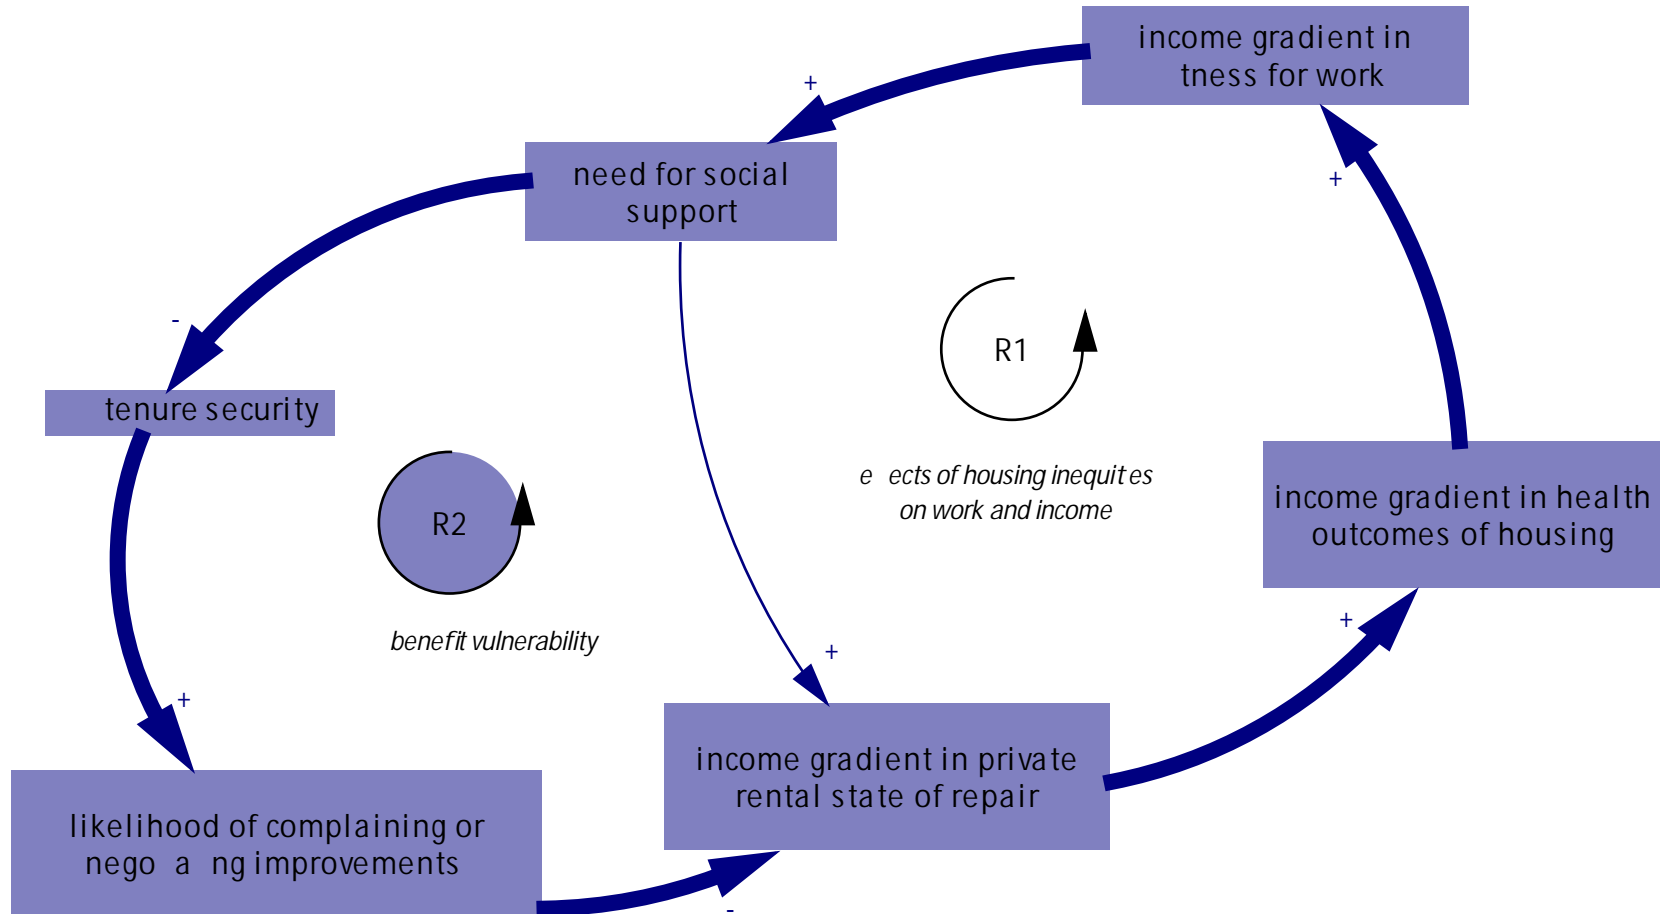 income gradient in
tness for work
+
need for social
support
+
-
R1
tenure security
e ects of housing inequit es
on work and income
income gradient in health
outcomes of housing
R2
benefit vulnerability
+
+
+
income gradient in private
rental state of repair
likelihood of complaining or
nego a ng improvements
-